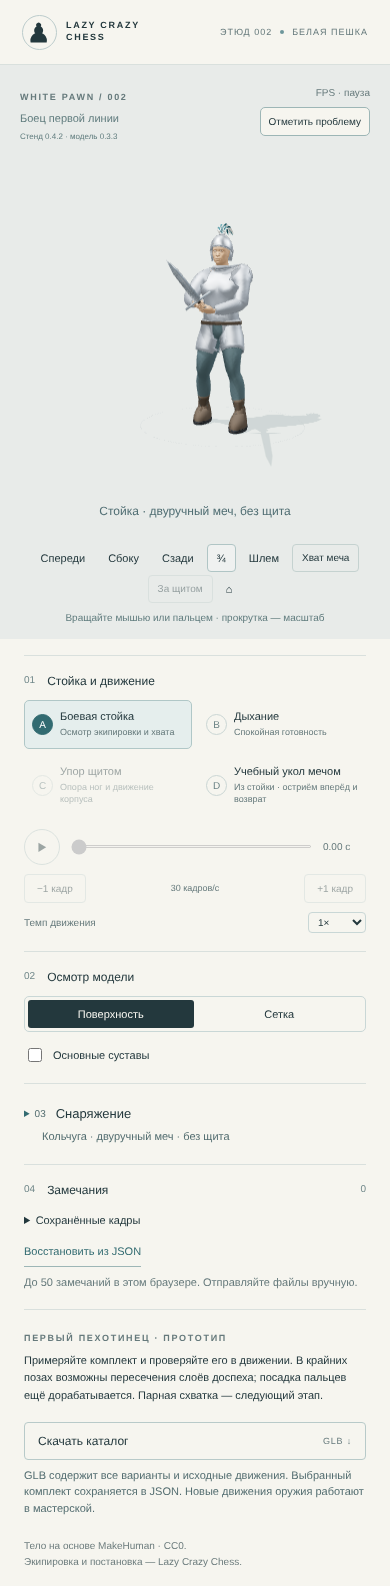 LAZY CRAZY
CHESS
ЭТЮД 002 • БЕЛАЯ ПЕШКА
WHITE PAWN / 002
FPS · пауза
Боец первой линии
Отметить проблему
Стенд 0.4.2 · модель 0.3.3
Стойка · двуручный меч, без щита
Спереди Сбоку Сзади ¾ Шлем Хват меча
За щитом ⌂
Вращайте мышью или пальцем · прокрутка — масштаб
01 Стойка и движение
A Боевая стойка
Осмотр экипировки и хвата
B Дыхание
Спокойная готовность
C Упор щитом
Опора ног и движение
корпуса
D Учебный укол мечом
Из стойки · остриём вперёд и
возврат
0.00 с
−1 кадр 30 кадров/с +1 кадр
Темп движения 1×
02 Осмотр модели
Поверхность Сетка
Основные суставы
03 Снаряжение
Кольчуга · двуручный меч · без щита
04 Замечания 0
Сохранённые кадры
Восстановить из JSON
До 50 замечаний в этом браузере. Отправляйте файлы вручную.
ПЕРВЫЙ ПЕХОТИНЕЦ · ПРОТОТИП
Примеряйте комплект и проверяйте его в движении. В крайних
позах возможны пересечения слоёв доспеха; посадка пальцев
ещё дорабатывается. Парная схватка — следующий этап.
Скачать каталог GLB ↓
GLB содержит все варианты и исходные движения. Выбранный
комплект сохраняется в JSON. Новые движения оружия работают
в мастерской.
Тело на основе MakeHuman · CC0.
Экипировка и постановка — Lazy Crazy Chess.